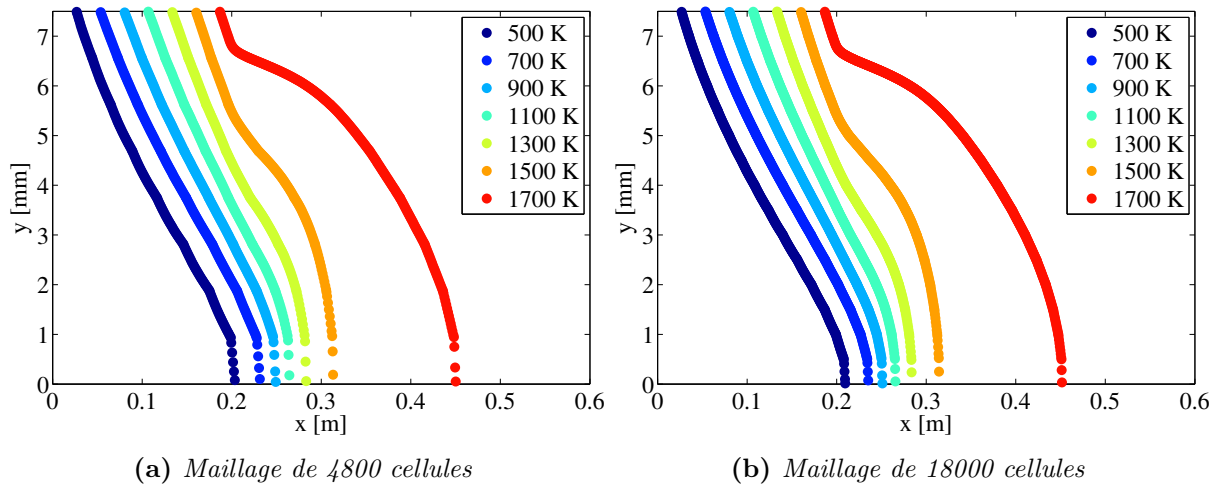 7
6
5
4
3
2
1
0
y [mm]
0
0.1
0.2
0.3
0.4
0.5
0.6
x [m]
500 K
700 K
900 K
1100 K
1300 K
1500 K
1700 K
(a) Maillage de 4800 cellules
7
6
5
4
3
2
1
0
y [mm]
0
0.1
0.2
0.3
0.4
0.5
0.6
x [m]
500 K
700 K
900 K
1100 K
1300 K
1500 K
1700 K
(b) Maillage de 18000 cellules